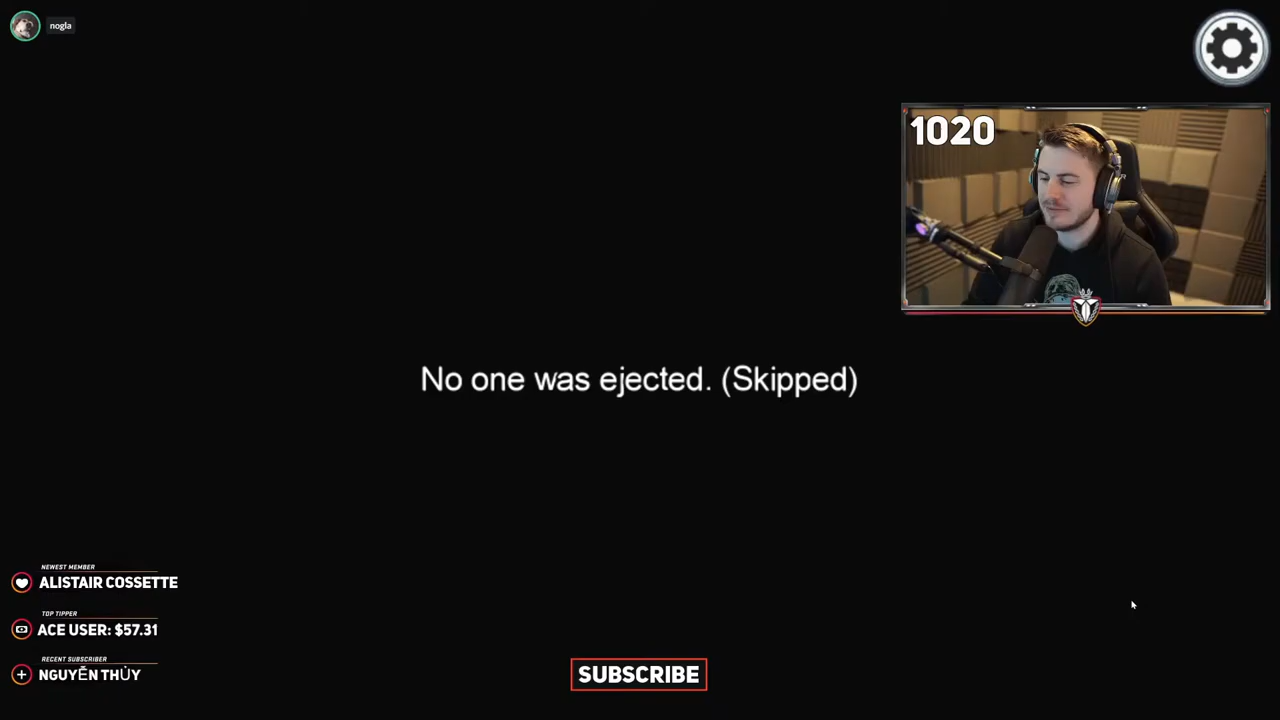 nogla
1020
No one was ejected. (Skipped)
NEWEST MEMBER
ALISTAIR COSSETTE
TOP TIPPER
ACE USER: $57.31
RECENT SUBSCRIBER
NGUYỄN THỦY
SUBSCRIBE